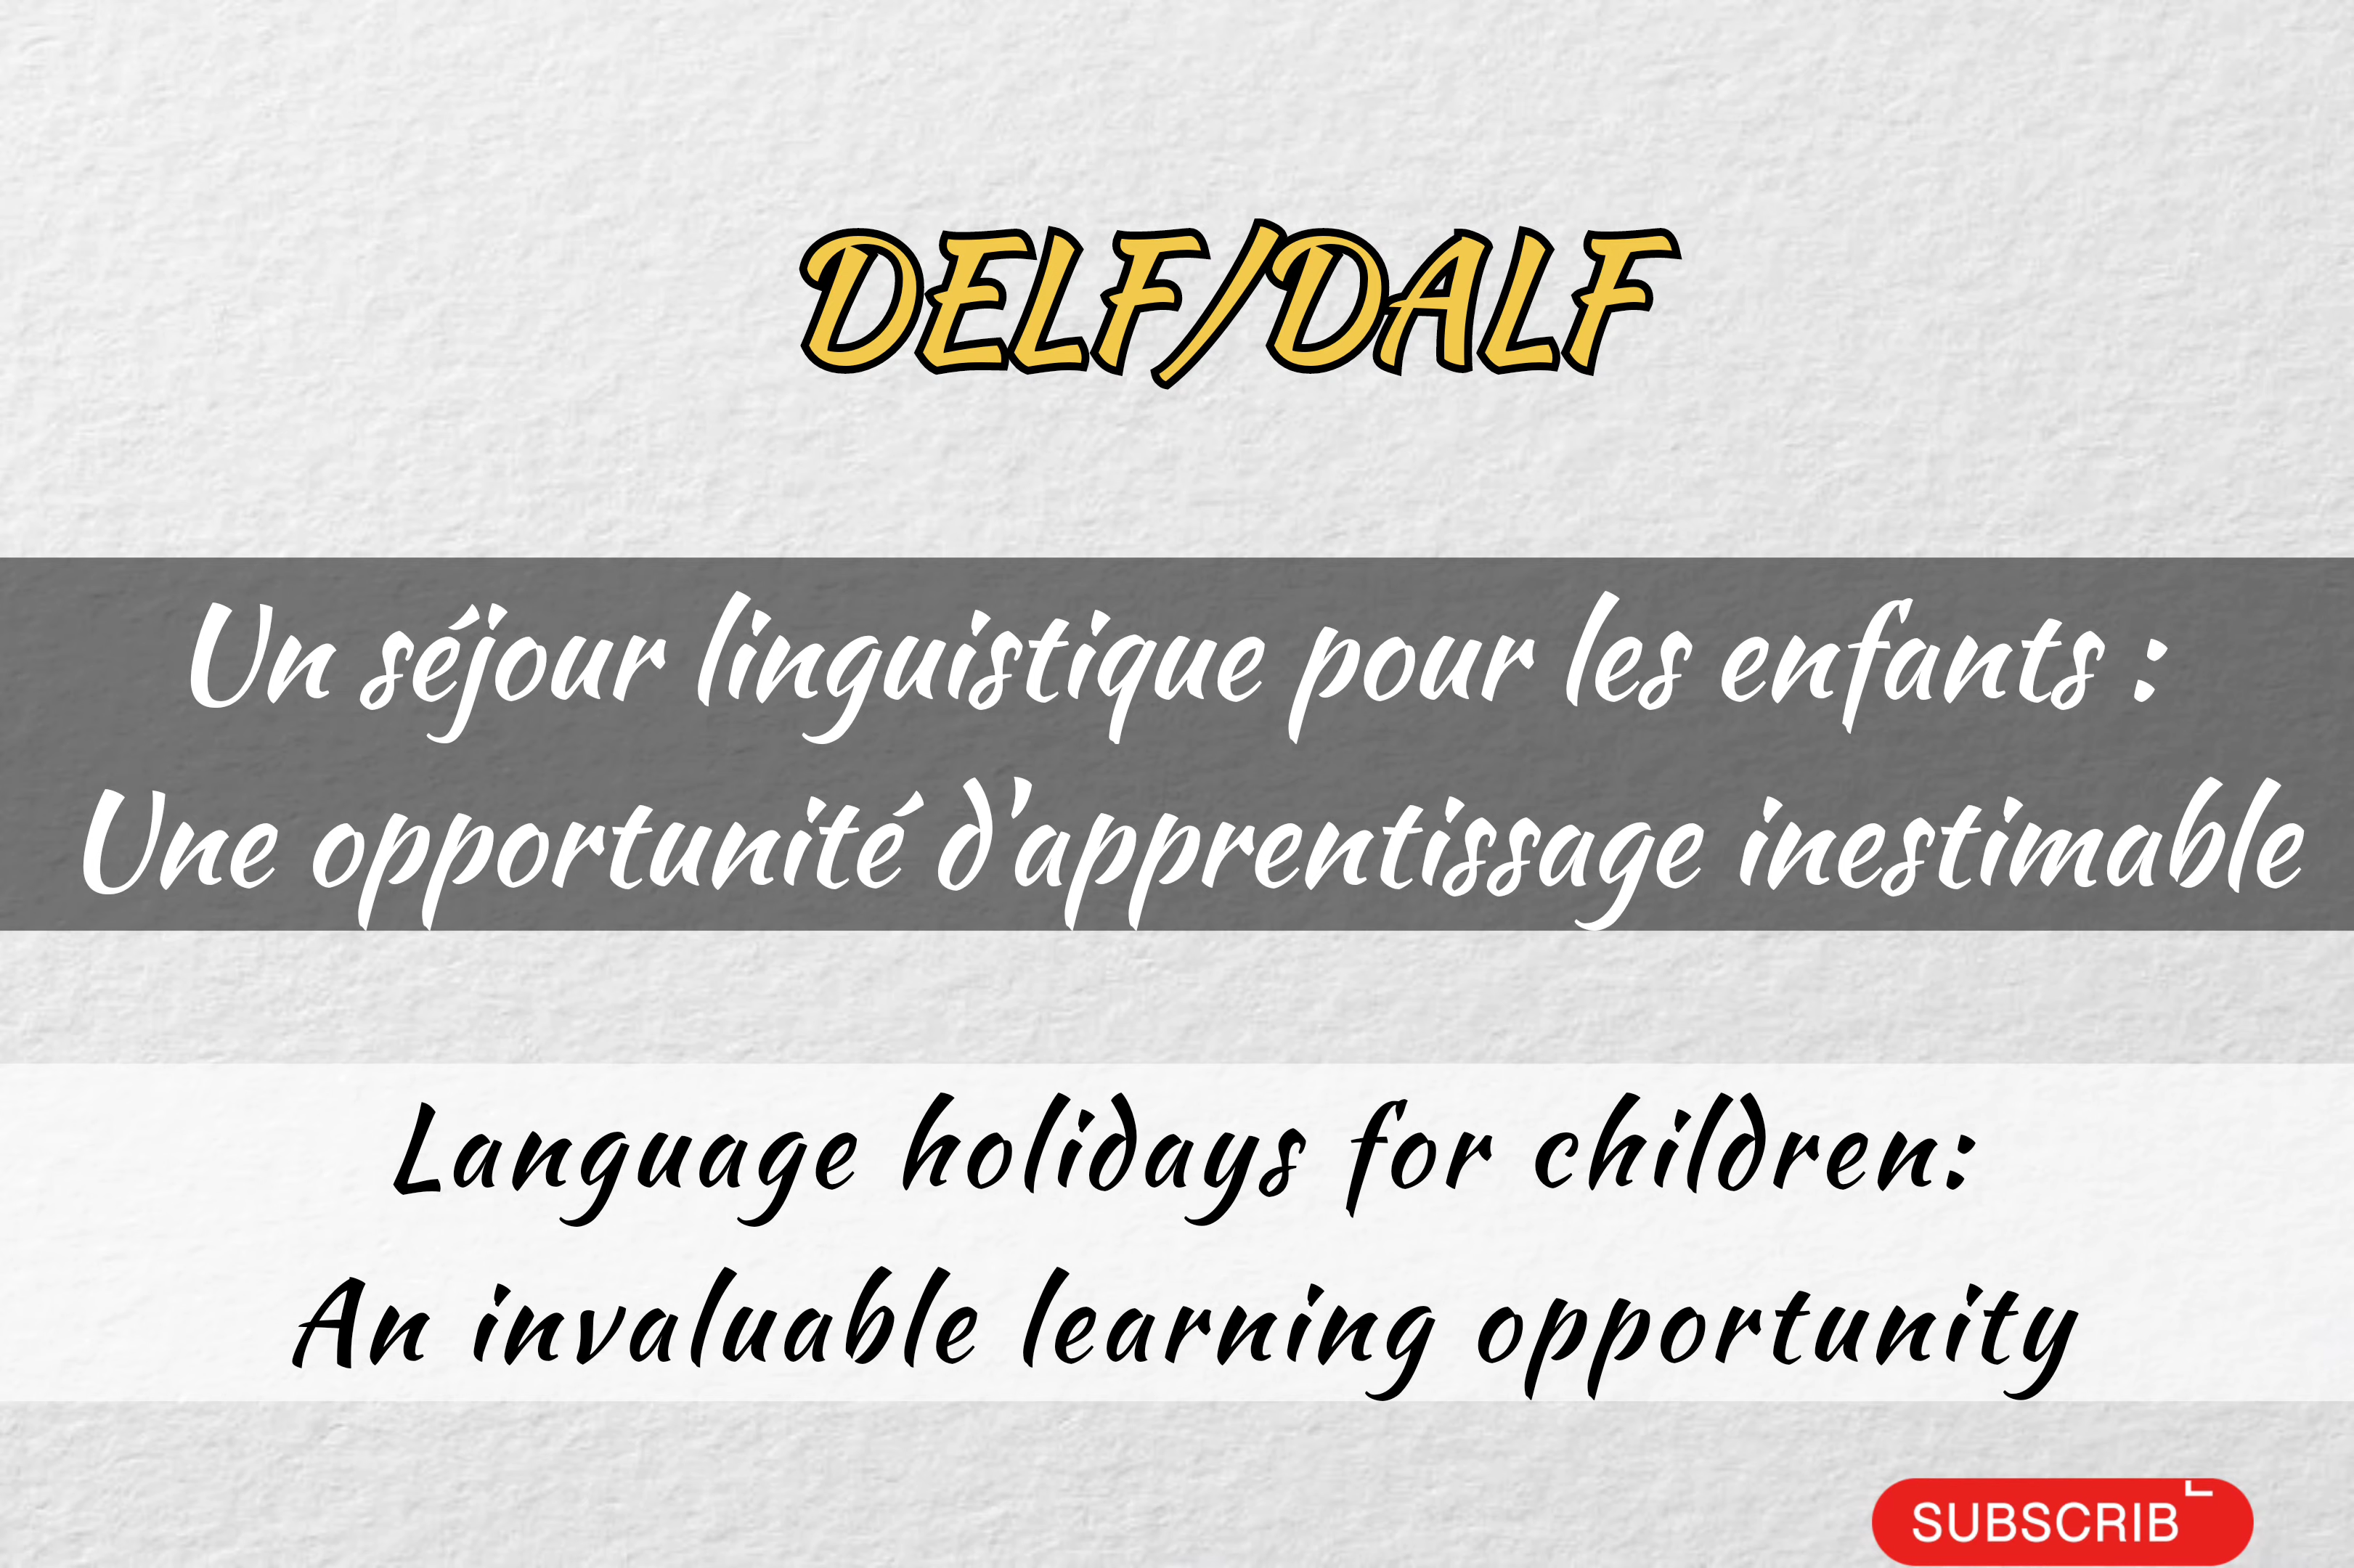 DELF/DALF
Un séjour linguistique pour les enfants :
Une opportunité d'apprentissage inestimable
Language holidays for children:
An invaluable learning opportunity
SUBSCRIB